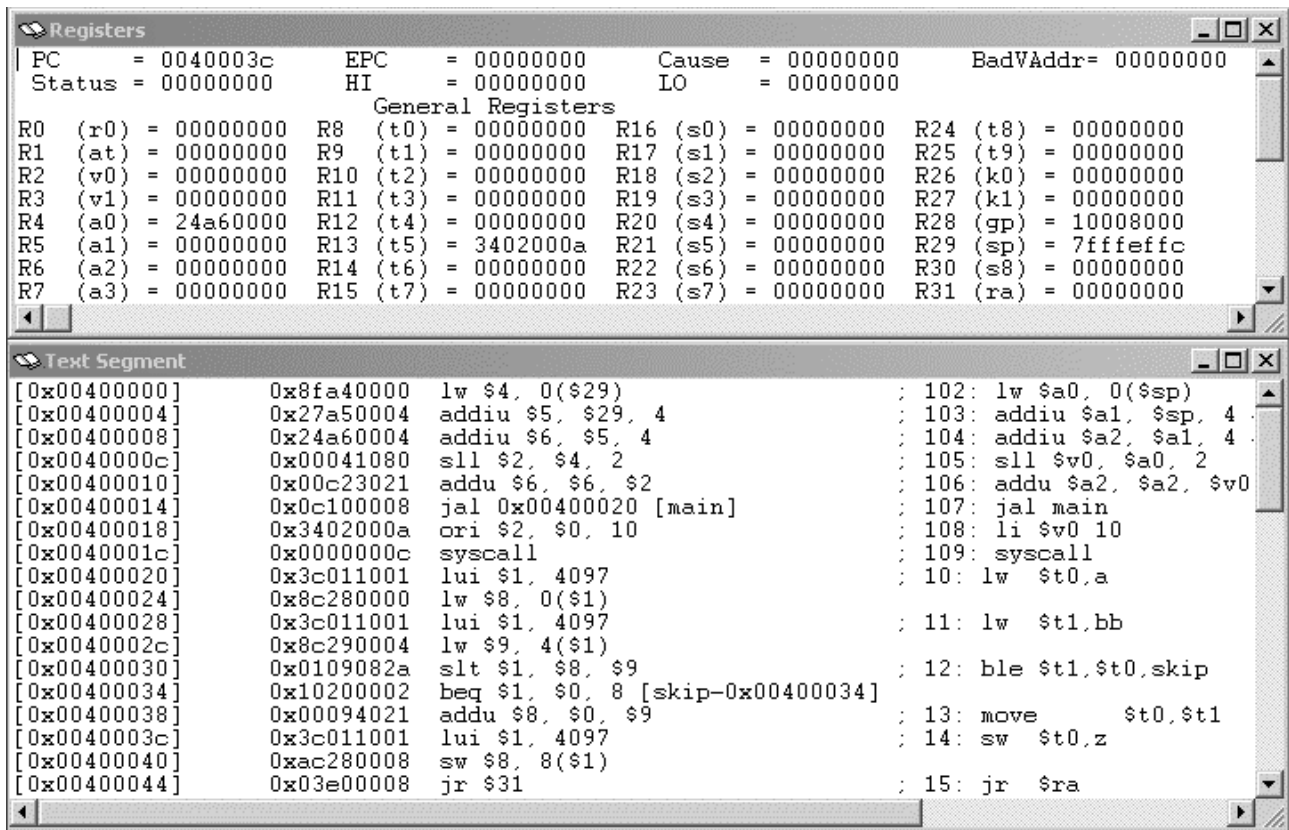 Registers
PC = 0040003c EPC = 00000000 Cause = 00000000 BadVAddr= 00000000
Status = 00000000 HI = 00000000 LO = 00000000
General Registers
R0 (r0) = 00000000 R8 (t0) = 00000000 R16 (s0) = 00000000 R24 (t8) = 00000000
R1 (at) = 00000000 R9 (t1) = 00000000 R17 (s1) = 00000000 R25 (t9) = 00000000
R2 (v0) = 00000000 R10 (t2) = 00000000 R18 (s2) = 00000000 R26 (k0) = 00000000
R3 (v1) = 00000000 R11 (t3) = 00000000 R19 (s3) = 00000000 R27 (k1) = 00000000
R4 (a0) = 24a60000 R12 (t4) = 00000000 R20 (s4) = 00000000 R28 (gp) = 10008000
R5 (a1) = 00000000 R13 (t5) = 3402000a R21 (s5) = 00000000 R29 (sp) = 7fffeffc
R6 (a2) = 00000000 R14 (t6) = 00000000 R22 (s6) = 00000000 R30 (s8) = 00000000
R7 (a3) = 00000000 R15 (t7) = 00000000 R23 (s7) = 00000000 R31 (ra) = 00000000
Text Segment
[0x00400000] 0x8fa40000 lw $4, 0($29) ; 102: lw $a0, 0($sp)
[0x00400004] 0x27a50004 addiu $5, $29, 4 ; 103: addiu $a1, $sp, 4
[0x00400008] 0x24a60004 addiu $6, $5, 4 ; 104: addiu $a2, $a1, 4
[0x0040000c] 0x00041080 sll $2, $4, 2 ; 105: sll $v0, $a0, 2
[0x00400010] 0x00c23021 addu $6, $6, $2 ; 106: addu $a2, $a2, $v0
[0x00400014] 0x0c100008 jal 0x00400020 [main] ; 107: jal main
[0x00400018] 0x3402000a ori $2, $0, 10 ; 108: li $v0 10
[0x0040001c] 0x0000000c syscall ; 109: syscall
[0x00400020] 0x3c011001 lui $1, 4097 ; 10: lw $t0,a
[0x00400024] 0x8c280000 lw $8, 0($1)
[0x00400028] 0x3c011001 lui $1, 4097 ; 11: lw $t1,bb
[0x0040002c] 0x8c290004 lw $9, 4($1)
[0x00400030] 0x0109082a slt $1, $8, $9 ; 12: ble $t1,$t0,skip
[0x00400034] 0x10200002 beq $1, $0, 8 [skip-0x00400034]
[0x00400038] 0x00094021 addu $8, $0, $9 ; 13: move $t0,$t1
[0x0040003c] 0x3c011001 lui $1, 4097 ; 14: sw $t0,z
[0x00400040] 0xac280008 sw $8, 8($1)
[0x00400044] 0x03e00008 jr $31 ; 15: jr $ra